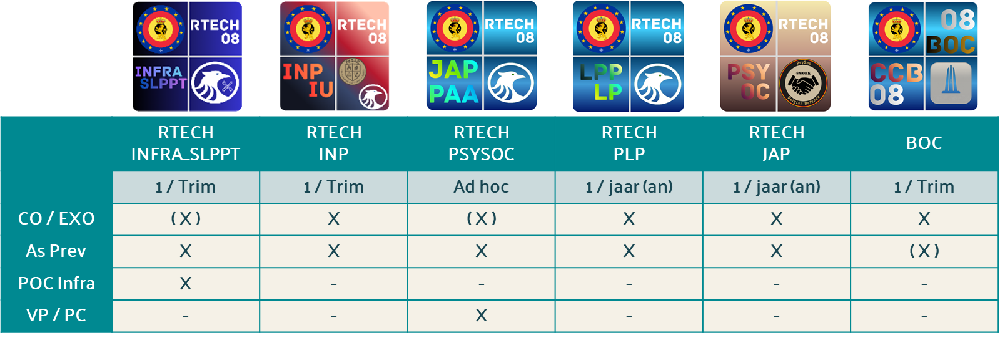 RTECH
08
INFRA
SLPPT
RTECH
08
INP
IU
RTECH
08
JAP
PAA
RTECH
08
LPP
LP
RTECH
08
PSY
OC
PsySoc
@WORK
Belgian Defence
08
BOC
CCB
08
RTECH INFRA_SLPPT RTECH INP RTECH PSYSOC RTECH PLP RTECH JAP BOC
1 / Trim 1 / Trim Ad hoc 1 / jaar (an) 1 / jaar (an) 1 / Trim
CO / EXO ( X ) X ( X ) X X X
As Prev X X X X X ( X )
POC Infra X - - - - -
VP / PC - - X - - -